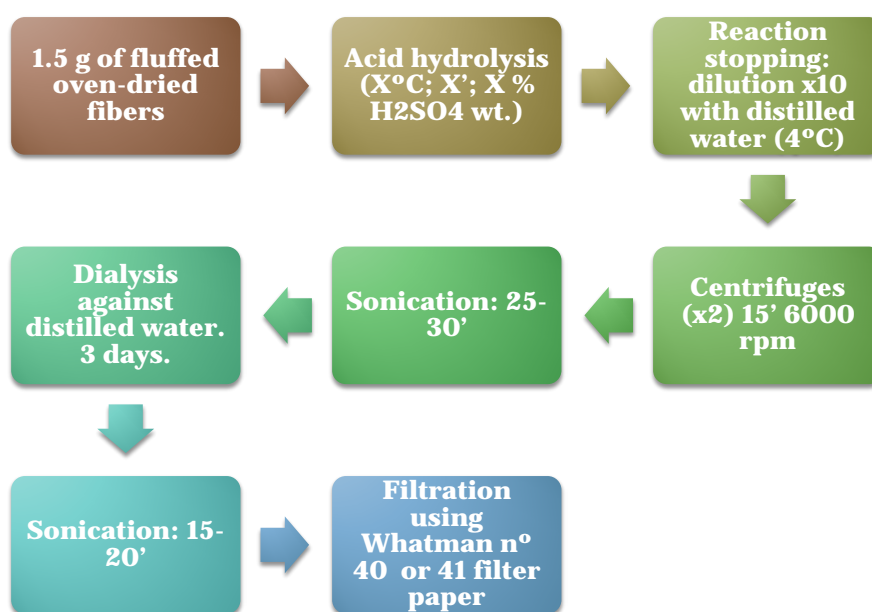 1.5 g of fluffed
oven-dried
fibers
Acid hydrolysis
(XºC; X’; X %
H2SO4 wt.)
Reaction
stopping:
dilution x10
with distilled
water (4ºC)
Centrifuges
(x2) 15’ 6000
rpm
Sonication: 25-
30’
Dialysis
against
distilled water.
3 days.
Sonication: 15-
20’
Filtration
using
Whatman nº
40 or 41 filter
paper